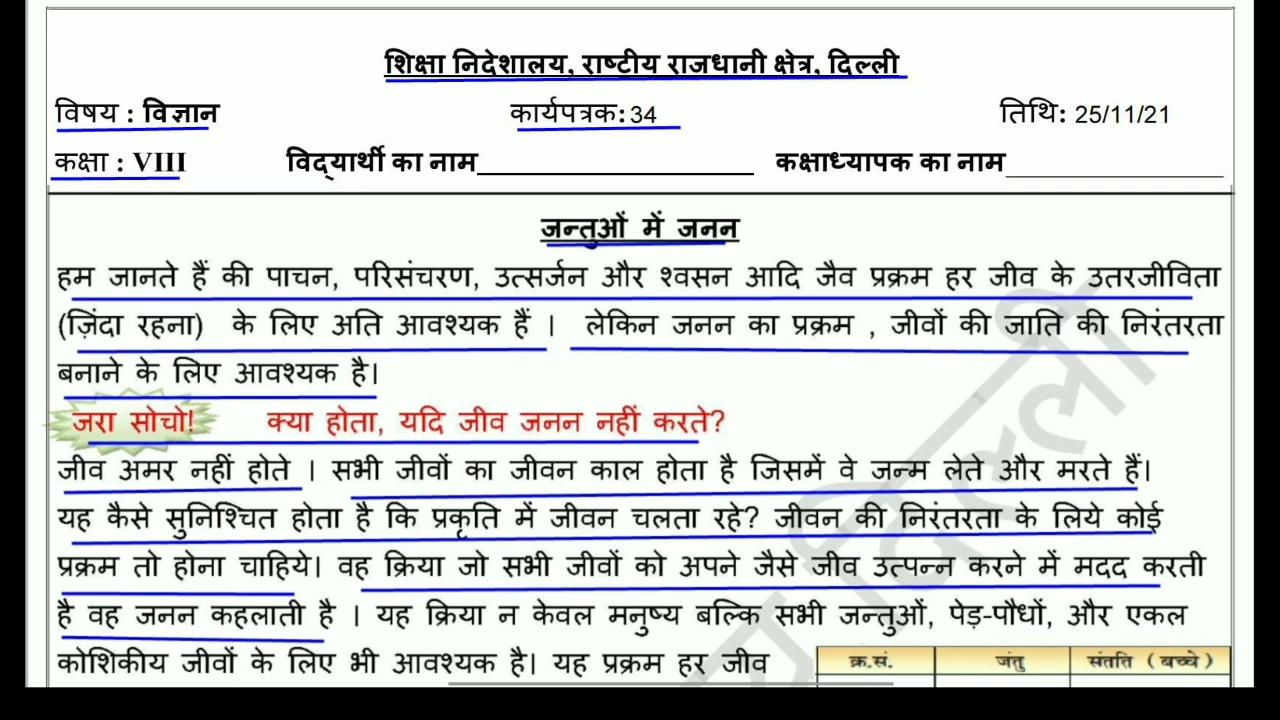 शिक्षा निदेशालय, राष्टीय राजधानी क्षेत्र, दिल्ली
विषय : विज्ञान कार्यपत्रक: 34 तिथि: 25/11/21
कक्षा : VIII विद्यार्थी का नाम__________ कक्षाध्यापक का नाम__________
जन्तुओं में जनन
हम जानते हैं की पाचन, परिसंचरण, उत्सर्जन और श्वसन आदि जैव प्रक्रम हर जीव के उतरजीविता
(ज़िंदा रहना) के लिए अति आवश्यक हैं । लेकिन जनन का प्रक्रम , जीवों की जाति की निरंतरता
बनाने के लिए आवश्यक है।
जरा सोचो! क्या होता, यदि जीव जनन नहीं करते?
जीव अमर नहीं होते । सभी जीवों का जीवन काल होता है जिसमें वे जन्म लेते और मरते हैं।
यह कैसे सुनिश्चित होता है कि प्रकृति में जीवन चलता रहे? जीवन की निरंतरता के लिये कोई
प्रक्रम तो होना चाहिये। वह क्रिया जो सभी जीवों को अपने जैसे जीव उत्पन्न करने में मदद करती
है वह जनन कहलाती है । यह क्रिया न केवल मनुष्य बल्कि सभी जन्तुओं, पेड़-पौधों, और एकल
कोशिकीय जीवों के लिए भी आवश्यक है। यह प्रक्रम हर जीव
क्र.सं. जंतु संतति ( बच्चे )